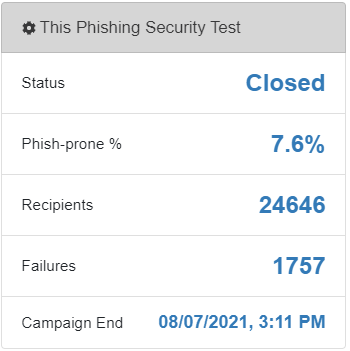 This Phishing Security Test
Status Closed
Phish-prone % 7.6%
Recipients 24646
Failures 1757
Campaign End 08/07/2021, 3:11 PM